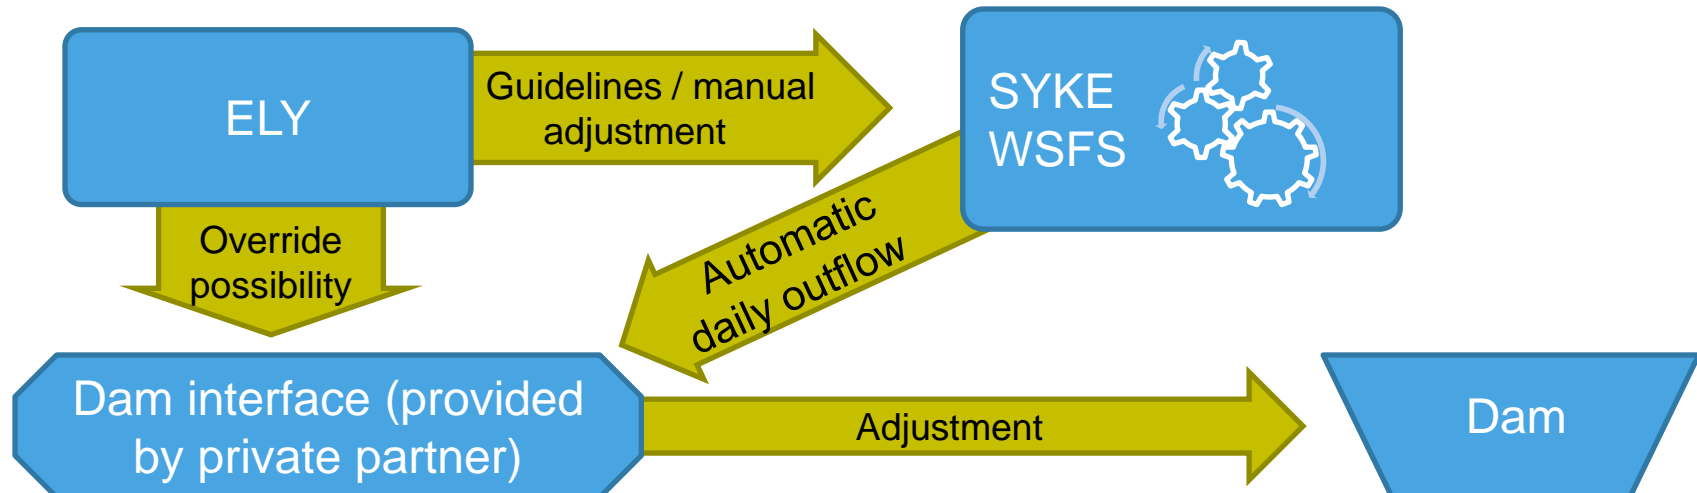 ELY
Guidelines / manual
adjustment
SYKE
WSFS
Override
possibility
Automatic
daily outflow
Dam interface (provided
by private partner)
Adjustment
Dam